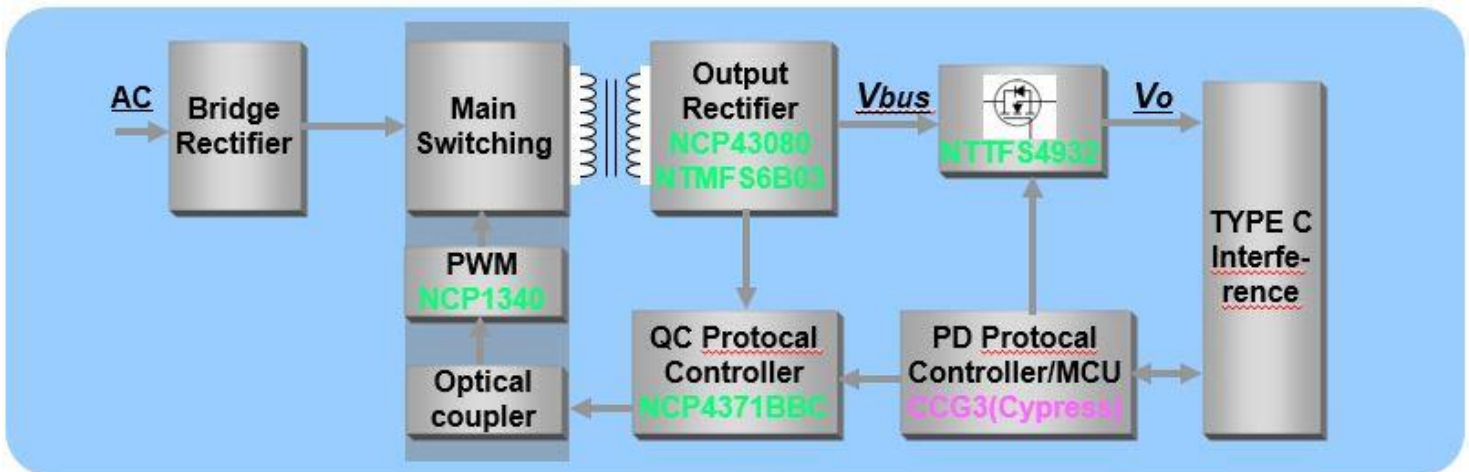 AC
Bridge
Rectifier
Main
Switching
Output
Rectifier
NCP43080
NTMFS6B03
Vbus
NTTFS4932
Vo
TYPE C
Interfe-
rence
PWM
NCP1340
Optical
coupler
QC Protocal
Controller
NCP4371BBC
PD Protocal
Controller/MCU
CCG3(Cypress)